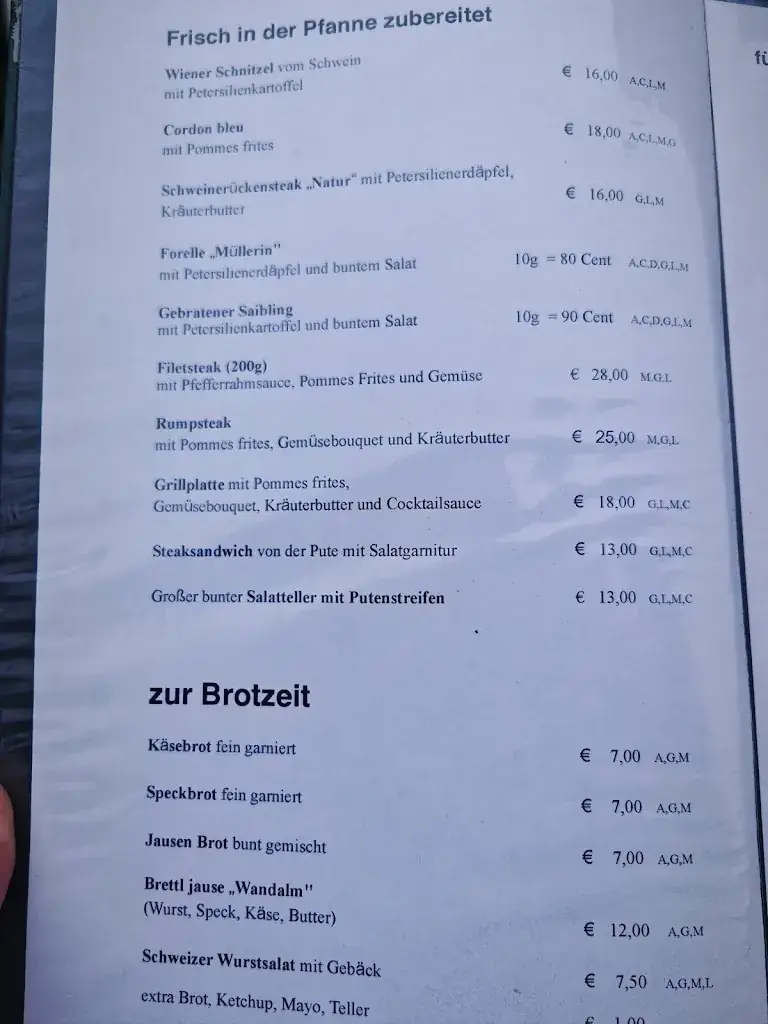 Frisch in der Pfanne zubereitet
Wiener Schnitzel vom Schwein
mit Petersilienkartoffel € 16,00 A,C,L,M
Cordon bleu
mit Pommes frites € 18,00 A,C,L,M,G
Schweinerückensteak „Natur“ mit Petersilienerdäpfel,
Kräuterbutter € 16,00 G,L,M
Forelle „Müllerin"
mit Petersilienerdäpfel und buntem Salat 10g = 80 Cent A,C,D,G,L,M
Gebratener Saibling
mit Petersilienkartoffel und buntem Salat 10g = 90 Cent A,C,D,G,L,M
Filetsteak (200g)
mit Pfefferrahmsauce, Pommes Frites und Gemüse € 28,00 M.G.L
Rumpsteak
mit Pommes frites, Gemüsebouquet und Kräuterbutter € 25,00 M,G,L
Grillplatte mit Pommes frites,
Gemüsebouquet, Kräuterbutter und Cocktailsauce € 18,00 G,L,M,C
Steaksandwich von der Pute mit Salatgarnitur € 13,00 G,L,M,C
Großer bunter Salatteller mit Putenstreifen € 13,00 G,L,M,C
zur Brotzeit
Käsebrot fein garniert € 7,00 A,G,M
Speckbrot fein garniert € 7,00 A,G,M
Jausen Brot bunt gemischt € 7,00 A,G,M
Brettl jause „Wandalm"
(Wurst, Speck, Käse, Butter) € 12,00 A,G,M
Schweizer Wurstsalat mit Gebäck € 7,50 A,G,M,L
extra Brot, Ketchup, Mayo, Teller € 1,00
fü